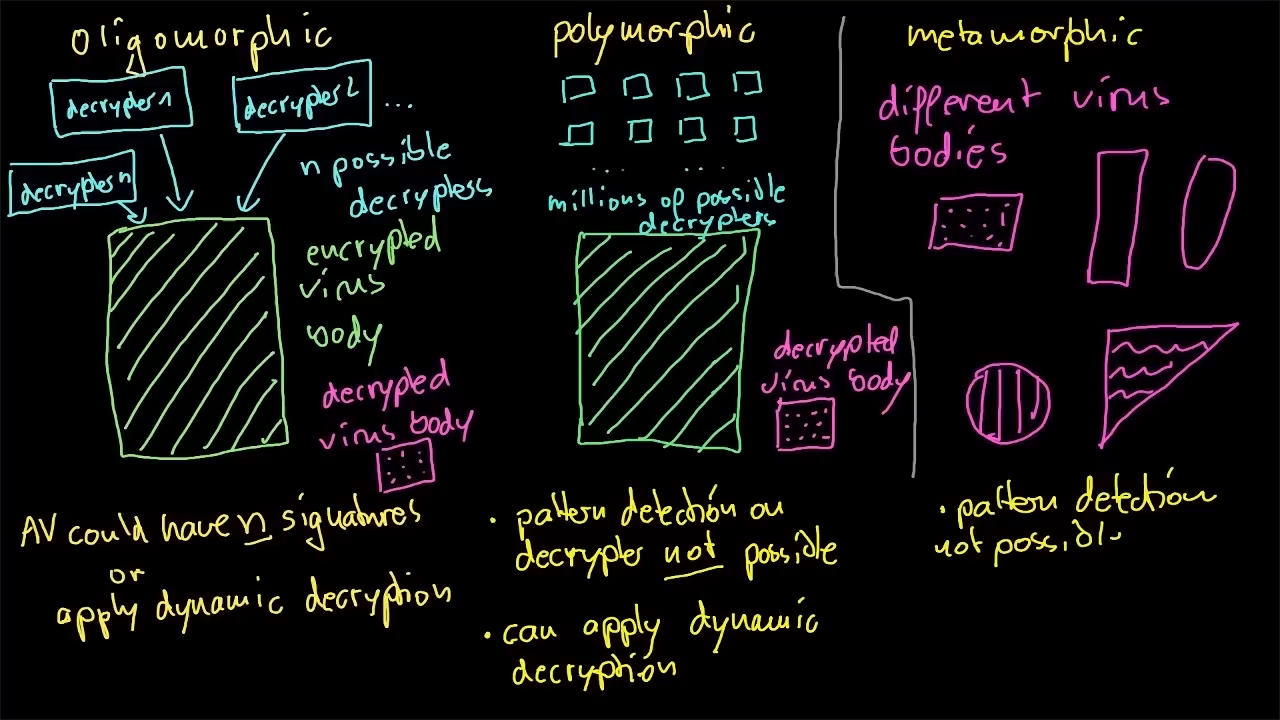 oligomorphic
decrypter 1
decrypter 2
...
decrypter n
n possible
decrypters
encrypted
virus
body
decrypted
virus body
AV could have n signatures
or
apply dynamic decryption
polymorphic
... ...
millions of possible
decrypters
decrypted
virus body
• pattern detection on
decrypter not possible
• can apply dynamic
decryption
metamorphic
different virus
bodies
• pattern detection
not possible